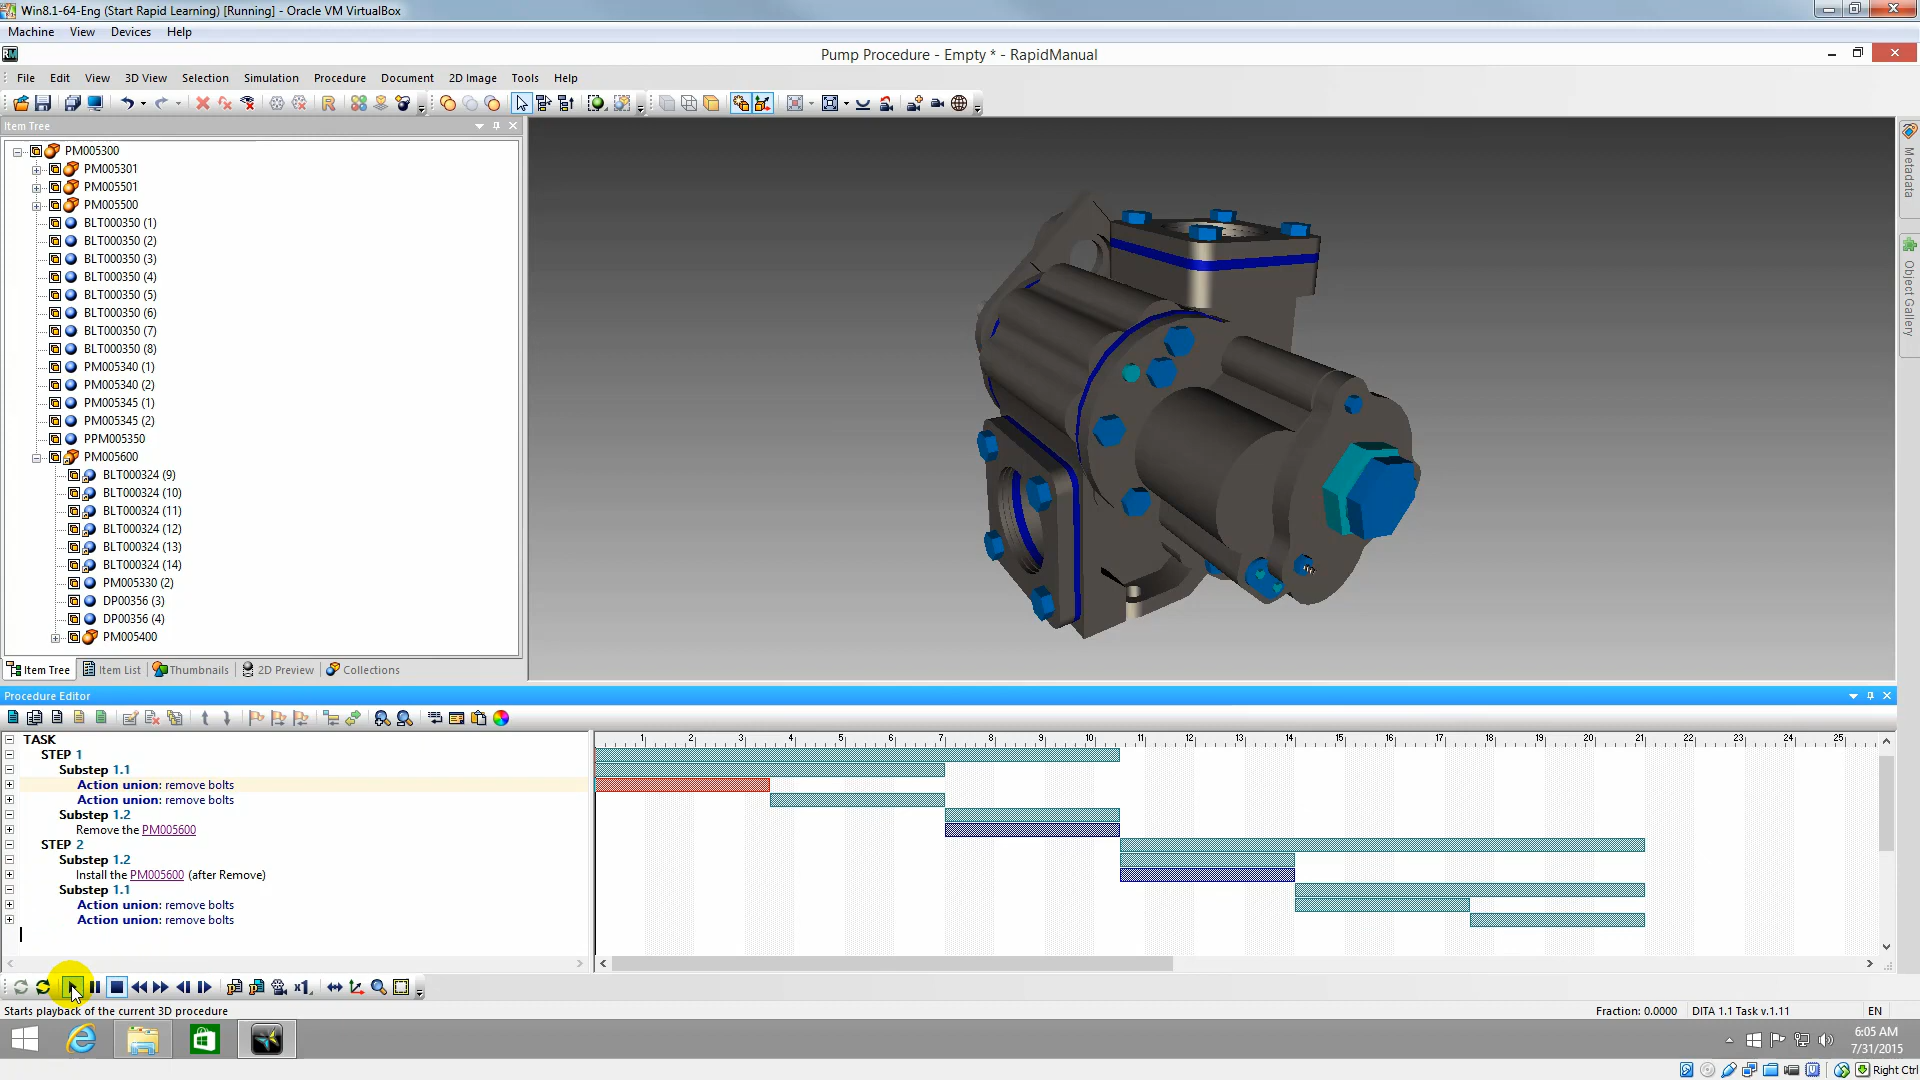 Win8.1-64-Eng (Start Rapid Learning) [Running] - Oracle VM VirtualBox
Machine View Devices Help
RM
Pump Procedure - Empty * - RapidManual
File Edit View 3D View Selection Simulation Procedure Document 2D Image Tools Help
Item Tree
PM005300
PM005301
PM005501
PM005500
BLT000350 (1)
BLT000350 (2)
BLT000350 (3)
BLT000350 (4)
BLT000350 (5)
BLT000350 (6)
BLT000350 (7)
BLT000350 (8)
PM005340 (1)
PM005340 (2)
PM005345 (1)
PM005345 (2)
PPM005350
PM005600
BLT000324 (9)
BLT000324 (10)
BLT000324 (11)
BLT000324 (12)
BLT000324 (13)
BLT000324 (14)
PM005330 (2)
DP00356 (3)
DP00356 (4)
PM005400
Item Tree Item List Thumbnails 2D Preview Collections
Metadata
Object Gallery
Procedure Editor
TASK
STEP 1
Substep 1.1
Action union: remove bolts
Action union: remove bolts
Substep 1.2
Remove the PM005600
STEP 2
Substep 1.2
Install the PM005600 (after Remove)
Substep 1.1
Action union: remove bolts
Action union: remove bolts
1 2 3 4 5 6 7 8 9 10 11 12 13 14 15 16 17 18 19 20 21 22 23 24 25
x1
Starts playback of the current 3D procedure
Fraction: 0.0000 DITA 1.1 Task v.1.11 EN
6:05 AM
7/31/2015
Right Ctrl